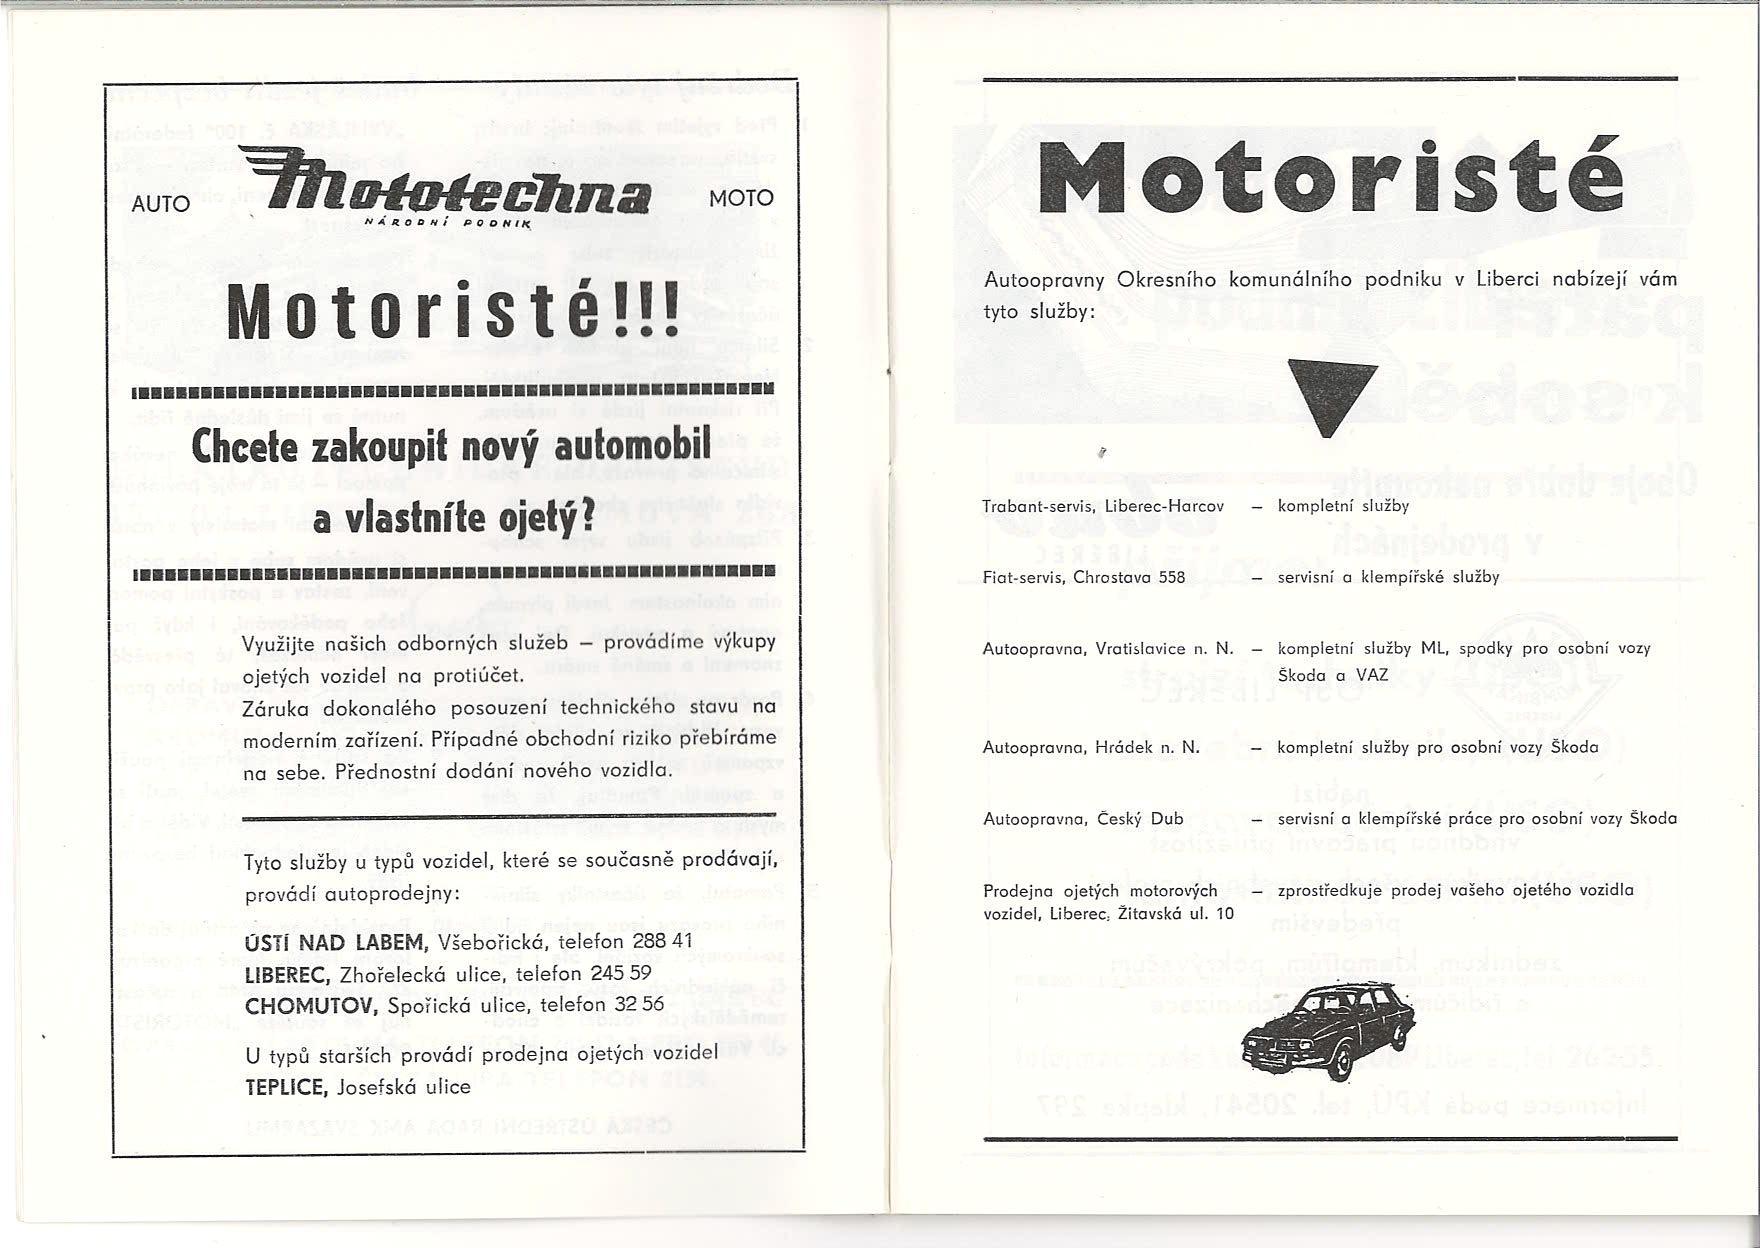 AUTO
Mototechna
MOTO
NÁRODNÍ PODNIK
Motoristé!!!
Chcete zakoupit nový automobil
a vlastníte ojetý?
Využijte našich odborných služeb – provádíme výkupy
ojetých vozidel na protiúčet.
Záruka dokonalého posouzení technického stavu na
moderním zařízení. Případné obchodní riziko přebíráme
na sebe. Přednostní dodání nového vozidla.
Tyto služby u typů vozidel, které se současně prodávají,
provádí autoprodejny:
ÚSTÍ NAD LABEM, Všebořická, telefon 288 41
LIBEREC, Zhořelecká ulice, telefon 245 59
CHOMUTOV, Spořická ulice, telefon 32 56
U typů starších provádí prodejna ojetých vozidel
TEPLICE, Josefská ulice
Motoristé
Autoopravny Okresního komunálního podniku v Liberci nabízejí vám
tyto služby:
Trabant-servis, Liberec-Harcov – kompletní služby
Fiat-servis, Chrastava 558 – servisní a klempířské služby
Autoopravna, Vratislavice n. N. – kompletní služby ML, spodky pro osobní vozy
Škoda a VAZ
Autoopravna, Hrádek n. N. – kompletní služby pro osobní vozy Škoda
Autoopravna, Český Dub – servisní a klempířské práce pro osobní vozy Škoda
Prodejna ojetých motorových – zprostředkuje prodej vašeho ojetého vozidla
vozidel, Liberec, Žitavská ul. 10